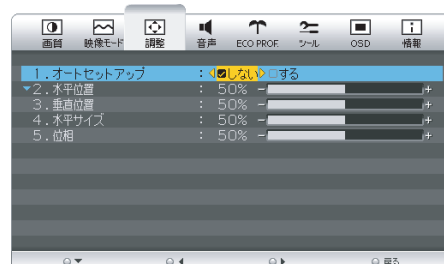 画質 映像モード 調整 音声 ECO PROF. ツール OSD 情報
1.オートセットアップ : しない する
2.水平位置 : 50% - +
3.垂直位置 : 50% - +
4.水平サイズ : 50% - +
5.位相 : 50% - +
戻る